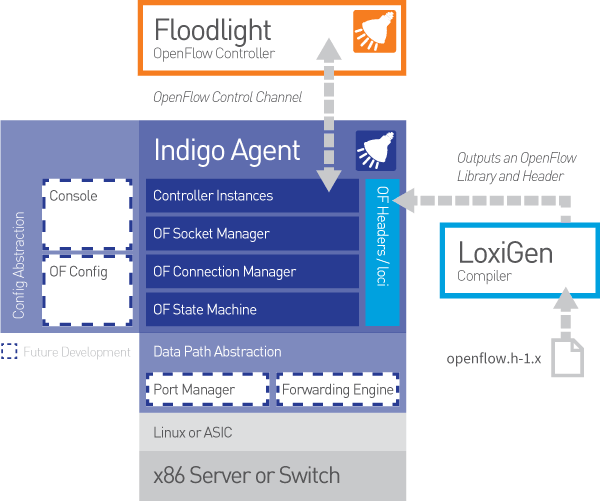 Floodlight
OpenFlow Controller
OpenFlow Control Channel
Indigo Agent
Config Abstraction
Console
OF Config
Controller Instances
OF Socket Manager
OF Connection Manager
OF State Machine
OF Headers / loci
Outputs an OpenFlow
Library and Header
LoxiGen
Compiler
openflow.h-1.x
Future Development
Data Path Abstraction
Port Manager
Forwarding Engine
Linux or ASIC
x86 Server or Switch